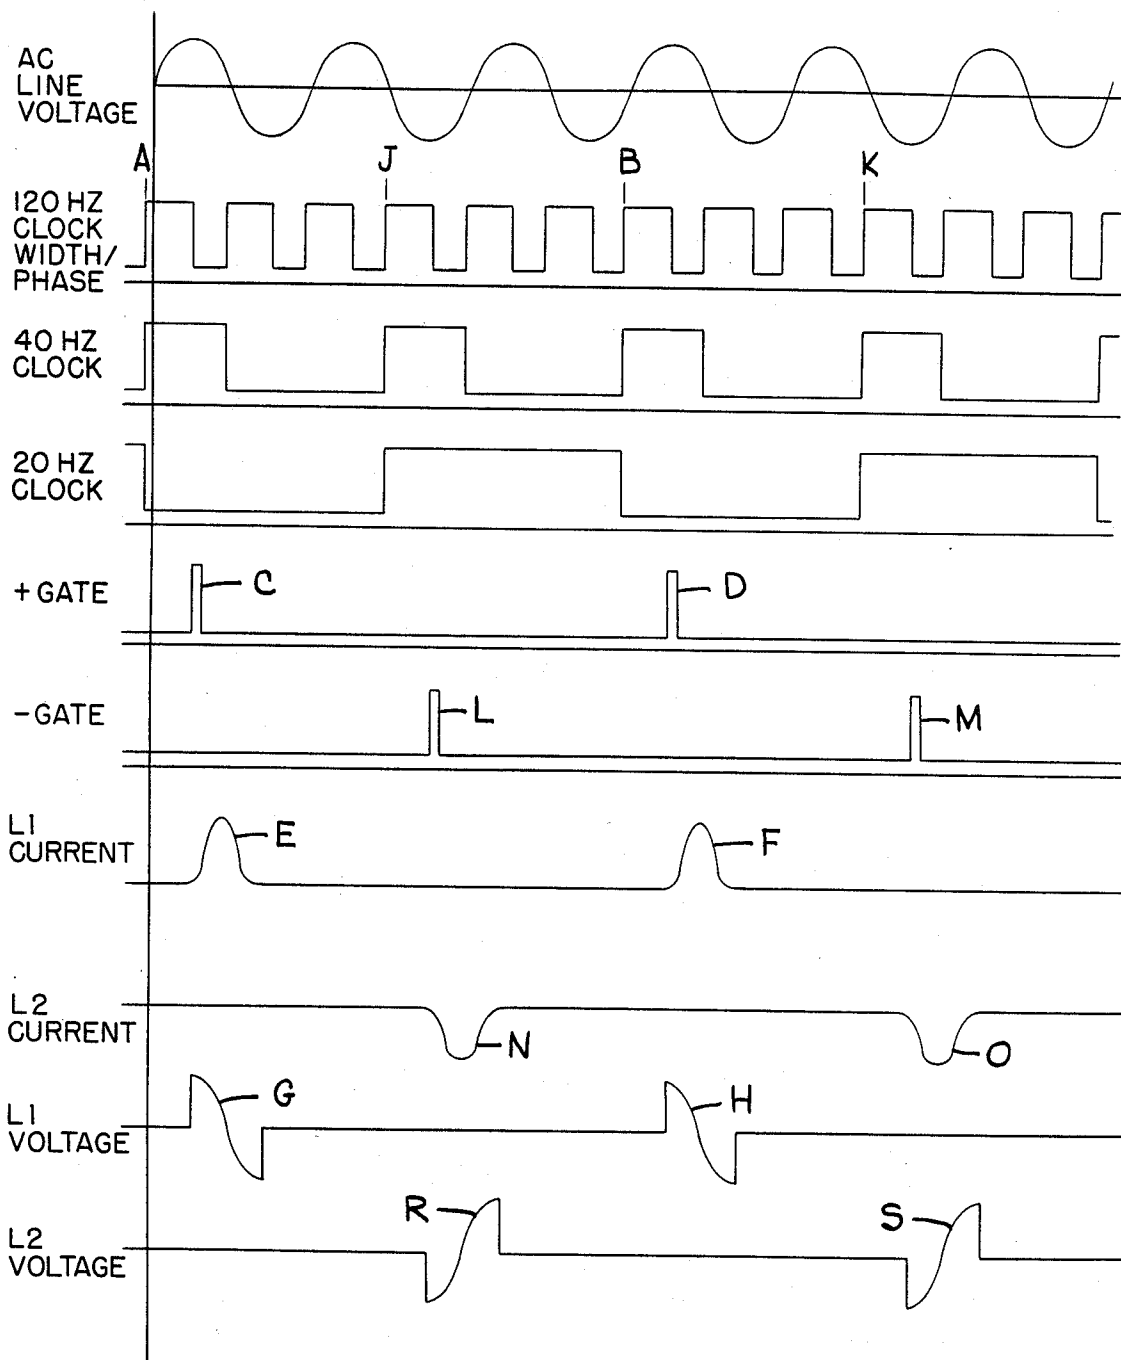 AC
LINE
VOLTAGE
A
J
B
K
120 HZ
CLOCK
WIDTH/
PHASE
40 HZ
CLOCK
20 HZ
CLOCK
+GATE
C
D
-GATE
L
M
L1
CURRENT
E
F
L2
CURRENT
N
O
L1
VOLTAGE
G
H
L2
VOLTAGE
R
S